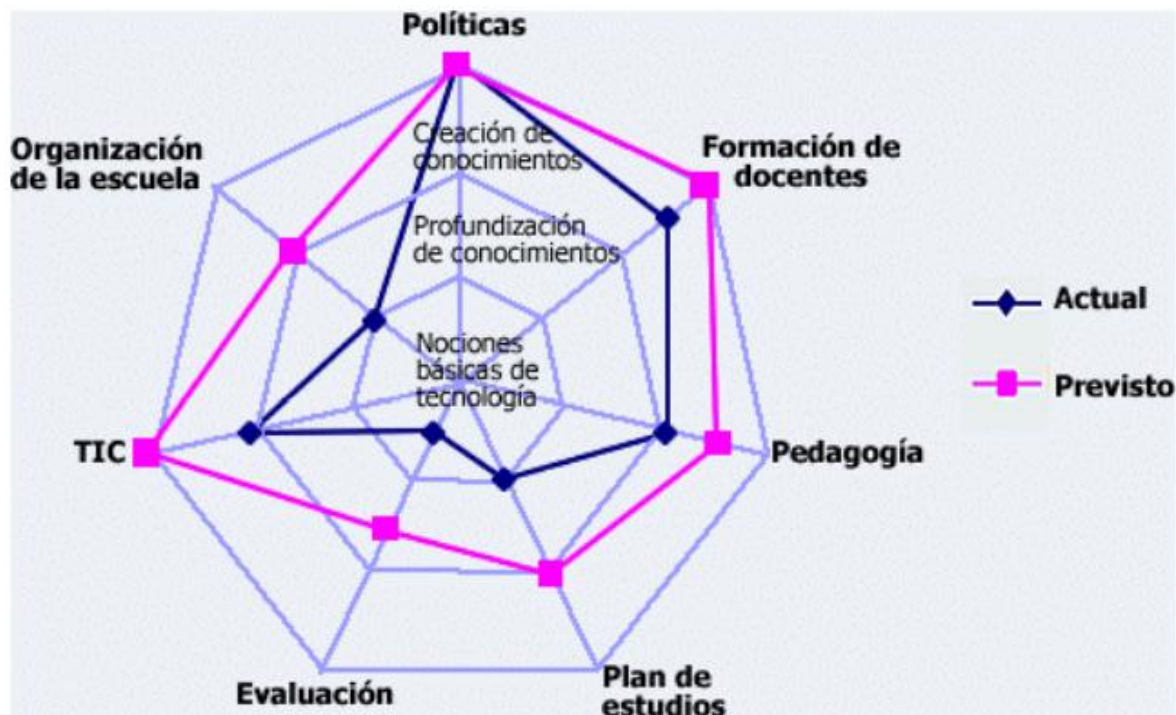 Políticas
Creación de
conocimientos
Organización
de la escuela
Formación de
docentes
Profundización
de conocimientos
Actual
Nociones
básicas de
tecnología
Previsto
TIC
Pedagogía
Evaluación
Plan de
estudios